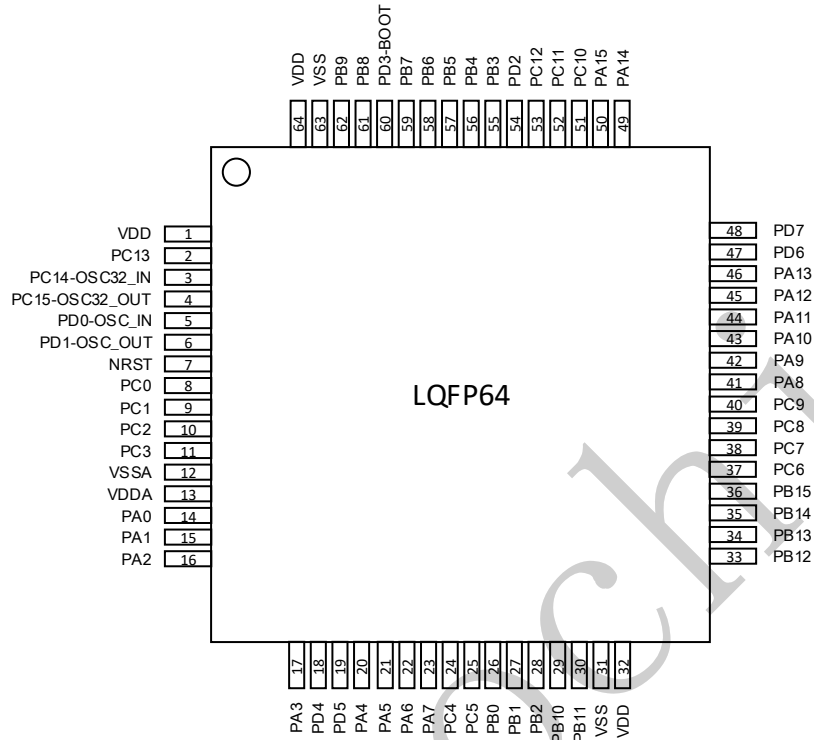 VDD
VSS
PB9
PB8
PD3-BOOT
PB7
PB6
PB5
PB4
PB3
PD2
PC12
PC11
PC10
PA15
PA14
64
63
62
61
60
59
58
57
56
55
54
53
52
51
50
49
VDD 1
PC13 2
PC14-OSC32_IN 3
PC15-OSC32_OUT 4
PD0-OSC_IN 5
PD1-OSC_OUT 6
NRST 7
PC0 8
PC1 9
PC2 10
PC3 11
VSSA 12
VDDA 13
PA0 14
PA1 15
PA2 16
LQFP64
48 PD7
47 PD6
46 PA13
45 PA12
44 PA11
43 PA10
42 PA9
41 PA8
40 PC9
39 PC8
38 PC7
37 PC6
36 PB15
35 PB14
34 PB13
33 PB12
17
18
19
20
21
22
23
24
25
26
27
28
29
30
31
32
PA3
PD4
PD5
PA4
PA5
PA6
PA7
PC4
PC5
PB0
PB1
PB2
PB10
PB11
VSS
VDD